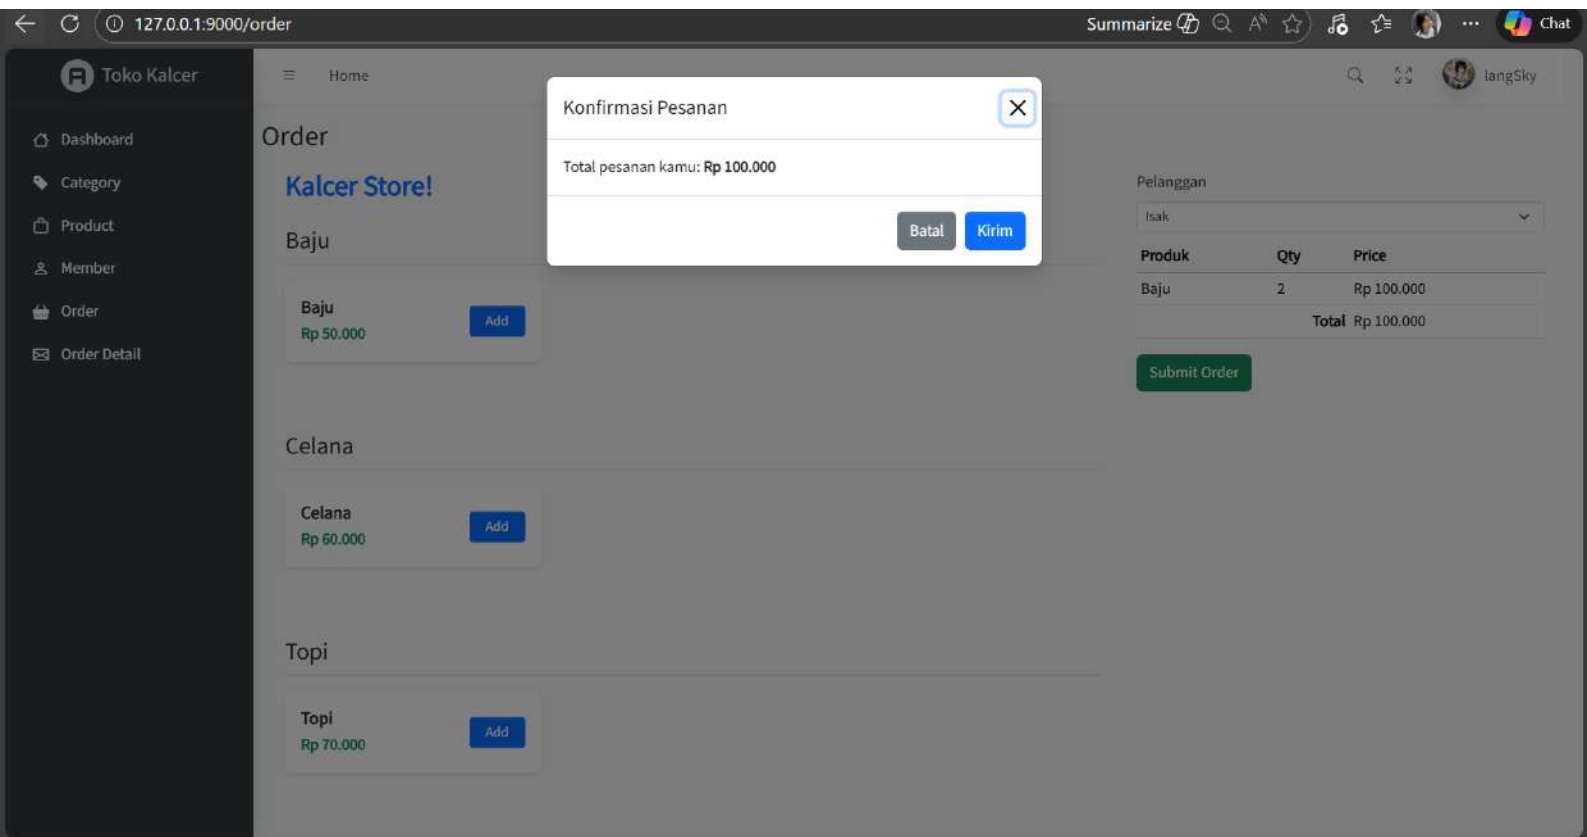 127.0.0.1:9000/order
Summarize
Chat
Toko Kalcer
Home
langSky
Dashboard
Category
Product
Member
Order
Order Detail
Order
Kalcer Store!
Baju
Baju
Rp 50.000
Add
Celana
Celana
Rp 60.000
Add
Topi
Topi
Rp 70.000
Add
Konfirmasi Pesanan
Total pesanan kamu: Rp 100.000
Batal Kirim
Pelanggan
Isak
Produk Qty Price
Baju 2 Rp 100.000
Total Rp 100.000
Submit Order